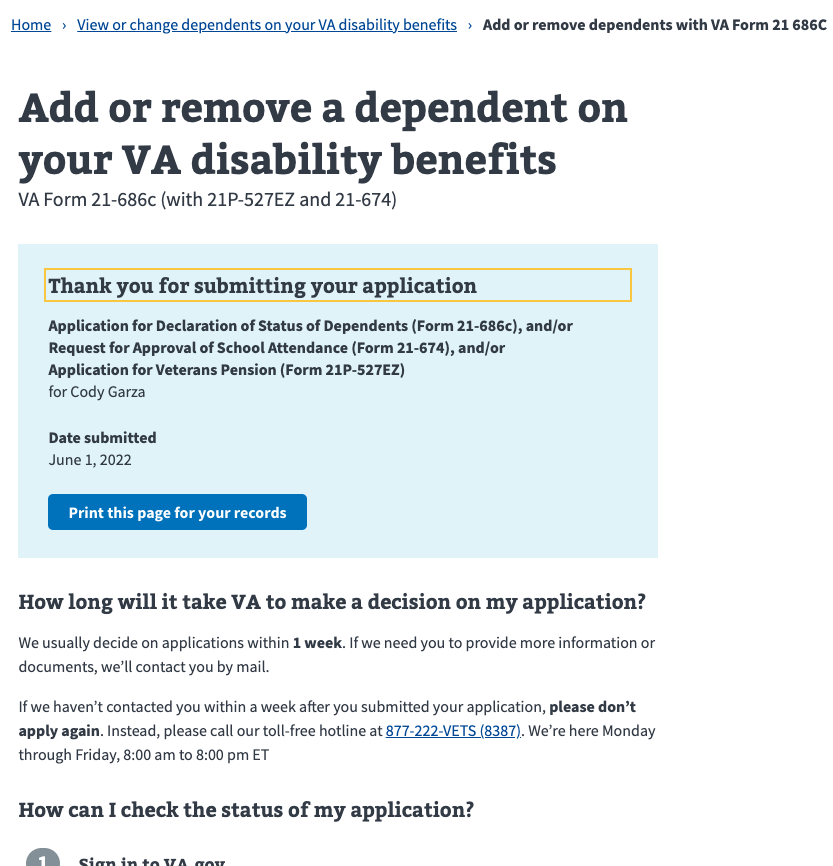 Home › View or change dependents on your VA disability benefits › Add or remove dependents with VA Form 21 686C
Add or remove a dependent on
your VA disability benefits
VA Form 21-686c (with 21P-527EZ and 21-674)
Thank you for submitting your application
Application for Declaration of Status of Dependents (Form 21-686c), and/or
Request for Approval of School Attendance (Form 21-674), and/or
Application for Veterans Pension (Form 21P-527EZ)
for Cody Garza
Date submitted
June 1, 2022
Print this page for your records
How long will it take VA to make a decision on my application?
We usually decide on applications within 1 week. If we need you to provide more information or
documents, we’ll contact you by mail.
If we haven’t contacted you within a week after you submitted your application, please don’t
apply again. Instead, please call our toll-free hotline at 877-222-VETS (8387). We’re here Monday
through Friday, 8:00 am to 8:00 pm ET
How can I check the status of my application?
1 Sign in to VA.gov